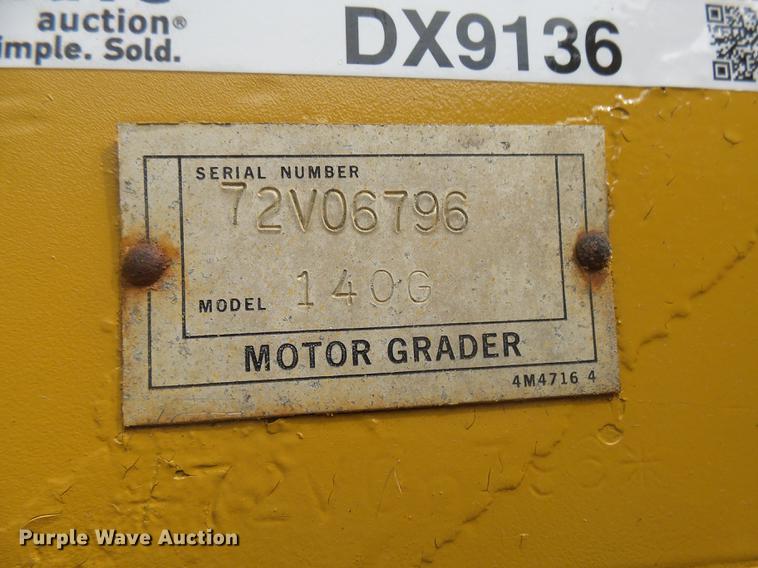 auction®
imple. Sold.
DX9136
SERIAL NUMBER
72V06796
MODEL 140G
MOTOR GRADER
4M4716 4
Purple Wave Auction